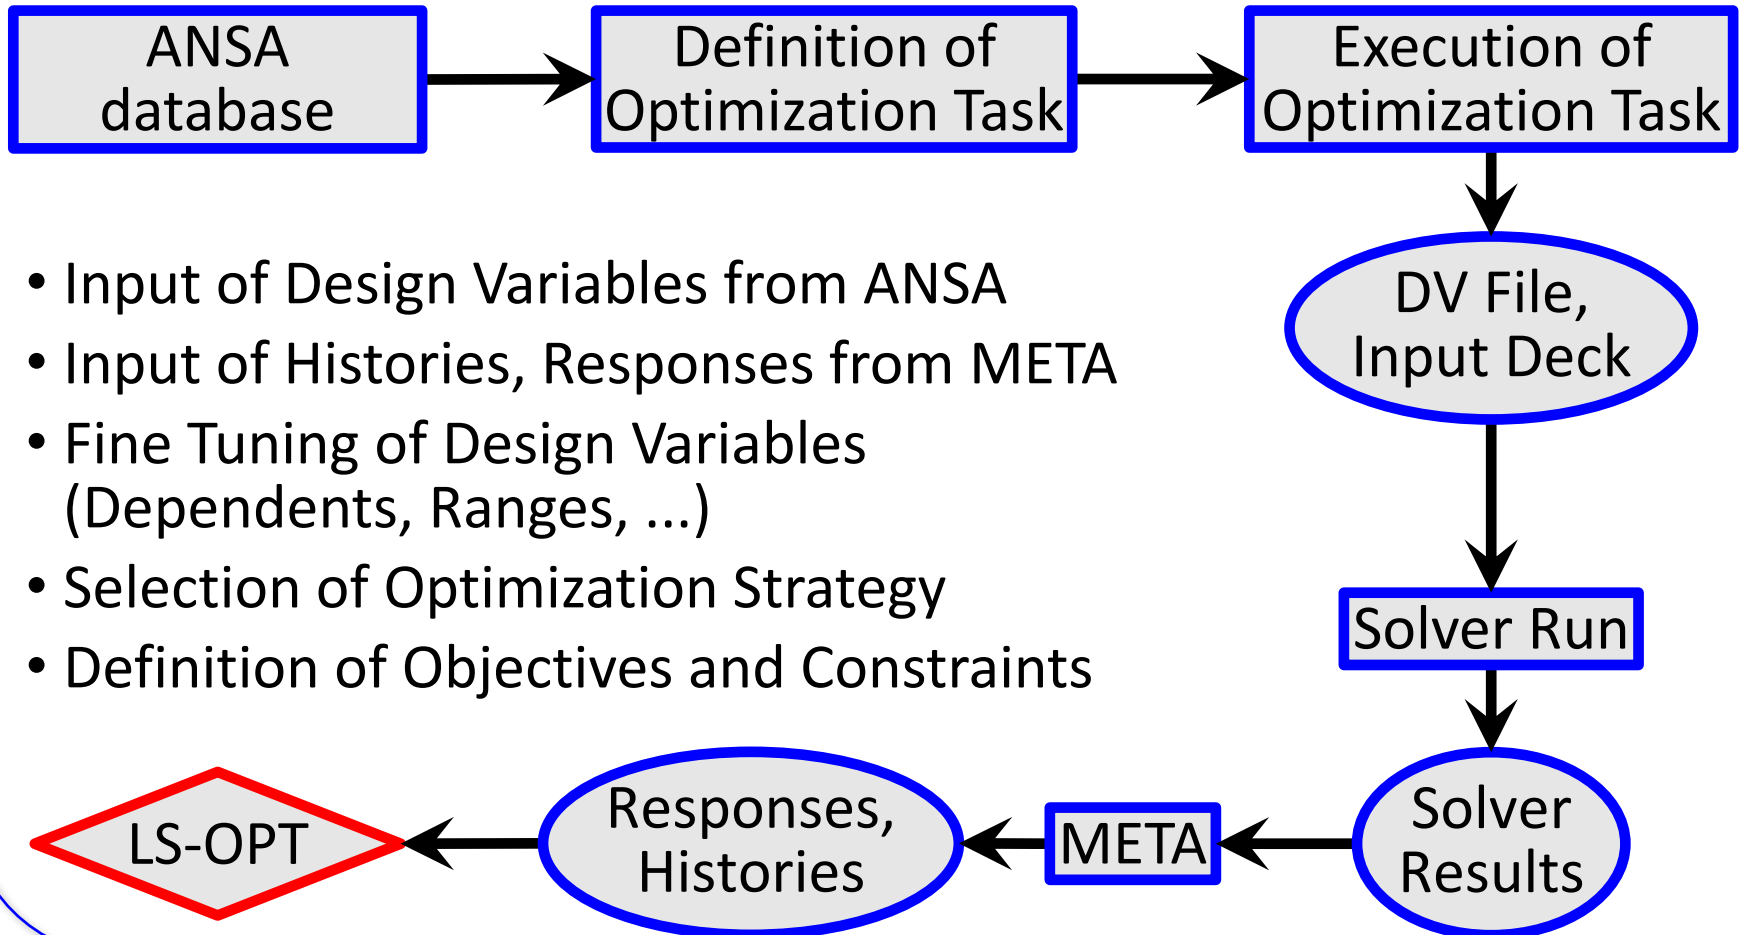 ANSA
database
Definition of
Optimization Task
Execution of
Optimization Task
• Input of Design Variables from ANSA
• Input of Histories, Responses from META
• Fine Tuning of Design Variables
(Dependents, Ranges, ...)
• Selection of Optimization Strategy
• Definition of Objectives and Constraints
DV File,
Input Deck
Solver Run
Solver
Results
META
Responses,
Histories
LS-OPT